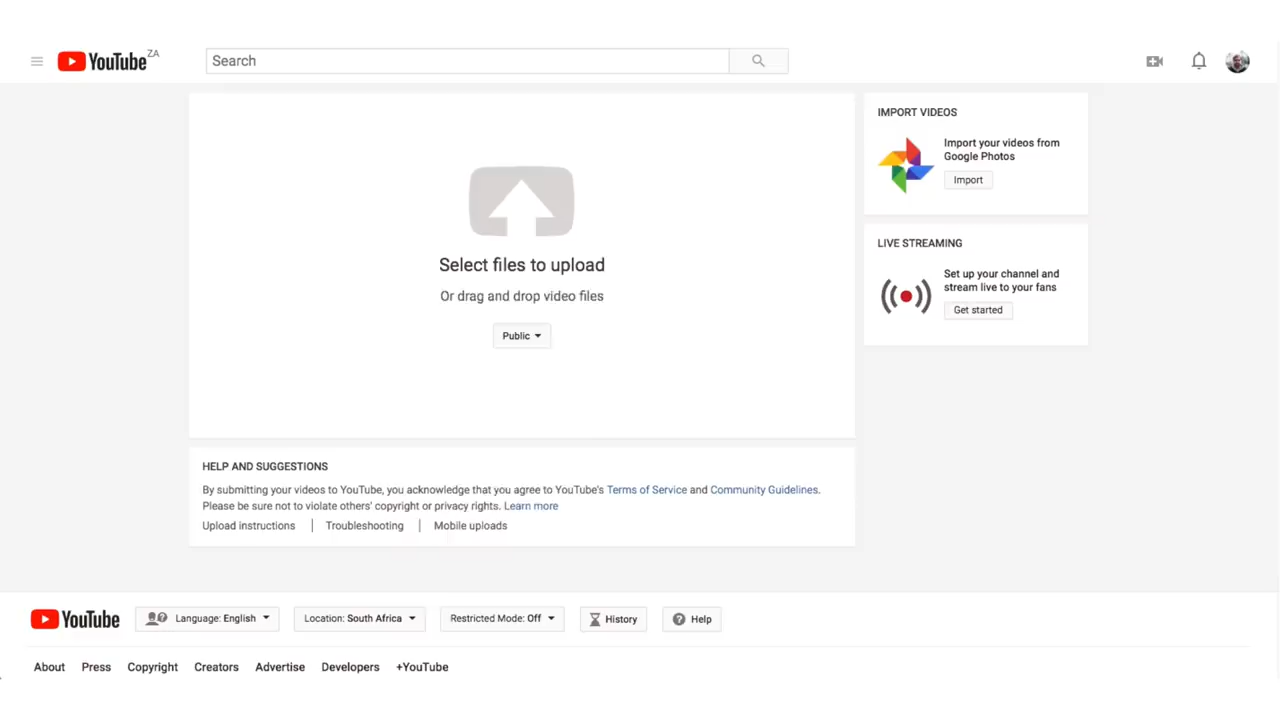 YouTube ZA
Search
IMPORT VIDEOS
Import your videos from
Google Photos
Import
Select files to upload
Or drag and drop video files
Public
LIVE STREAMING
Set up your channel and
stream live to your fans
Get started
HELP AND SUGGESTIONS
By submitting your videos to YouTube, you acknowledge that you agree to YouTube's Terms of Service and Community Guidelines.
Please be sure not to violate others' copyright or privacy rights. Learn more
Upload instructions | Troubleshooting | Mobile uploads
YouTube Language: English Location: South Africa Restricted Mode: Off History Help
About Press Copyright Creators Advertise Developers +YouTube